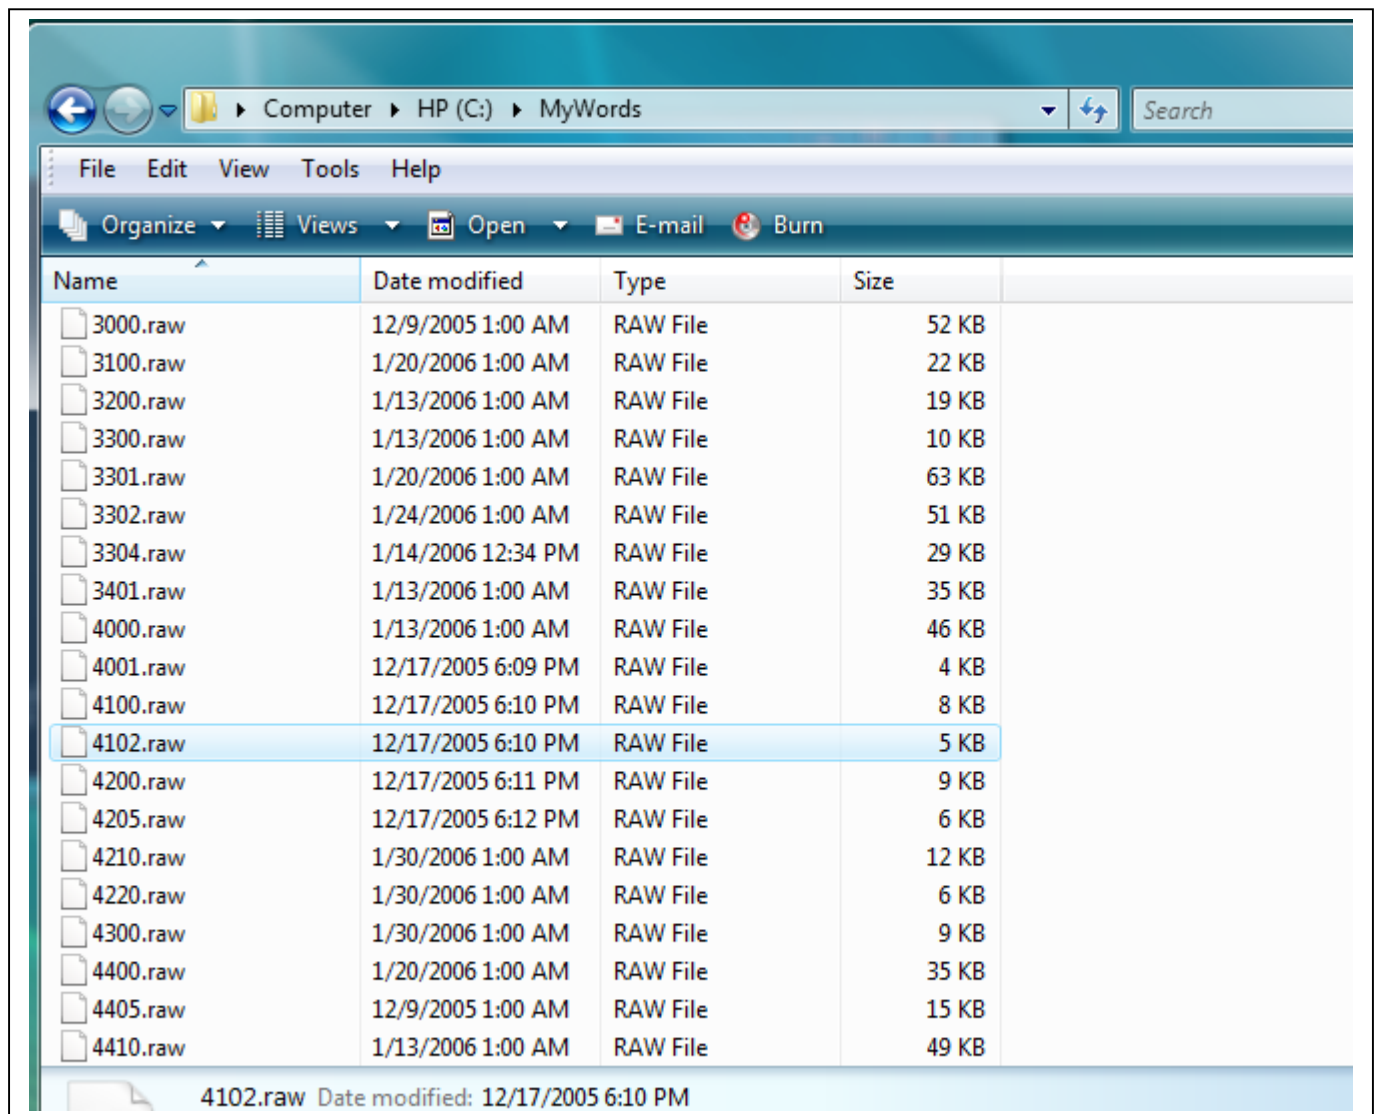 Computer HP (C:) MyWords Search
File Edit View Tools Help
Organize Views Open E-mail Burn
Name Date modified Type Size
3000.raw 12/9/2005 1:00 AM RAW File 52 KB
3100.raw 1/20/2006 1:00 AM RAW File 22 KB
3200.raw 1/13/2006 1:00 AM RAW File 19 KB
3300.raw 1/13/2006 1:00 AM RAW File 10 KB
3301.raw 1/20/2006 1:00 AM RAW File 63 KB
3302.raw 1/24/2006 1:00 AM RAW File 51 KB
3304.raw 1/14/2006 12:34 PM RAW File 29 KB
3401.raw 1/13/2006 1:00 AM RAW File 35 KB
4000.raw 1/13/2006 1:00 AM RAW File 46 KB
4001.raw 12/17/2005 6:09 PM RAW File 4 KB
4100.raw 12/17/2005 6:10 PM RAW File 8 KB
4102.raw 12/17/2005 6:10 PM RAW File 5 KB
4200.raw 12/17/2005 6:11 PM RAW File 9 KB
4205.raw 12/17/2005 6:12 PM RAW File 6 KB
4210.raw 1/30/2006 1:00 AM RAW File 12 KB
4220.raw 1/30/2006 1:00 AM RAW File 6 KB
4300.raw 1/30/2006 1:00 AM RAW File 9 KB
4400.raw 1/20/2006 1:00 AM RAW File 35 KB
4405.raw 12/9/2005 1:00 AM RAW File 15 KB
4410.raw 1/13/2006 1:00 AM RAW File 49 KB
4102.raw Date modified: 12/17/2005 6:10 PM